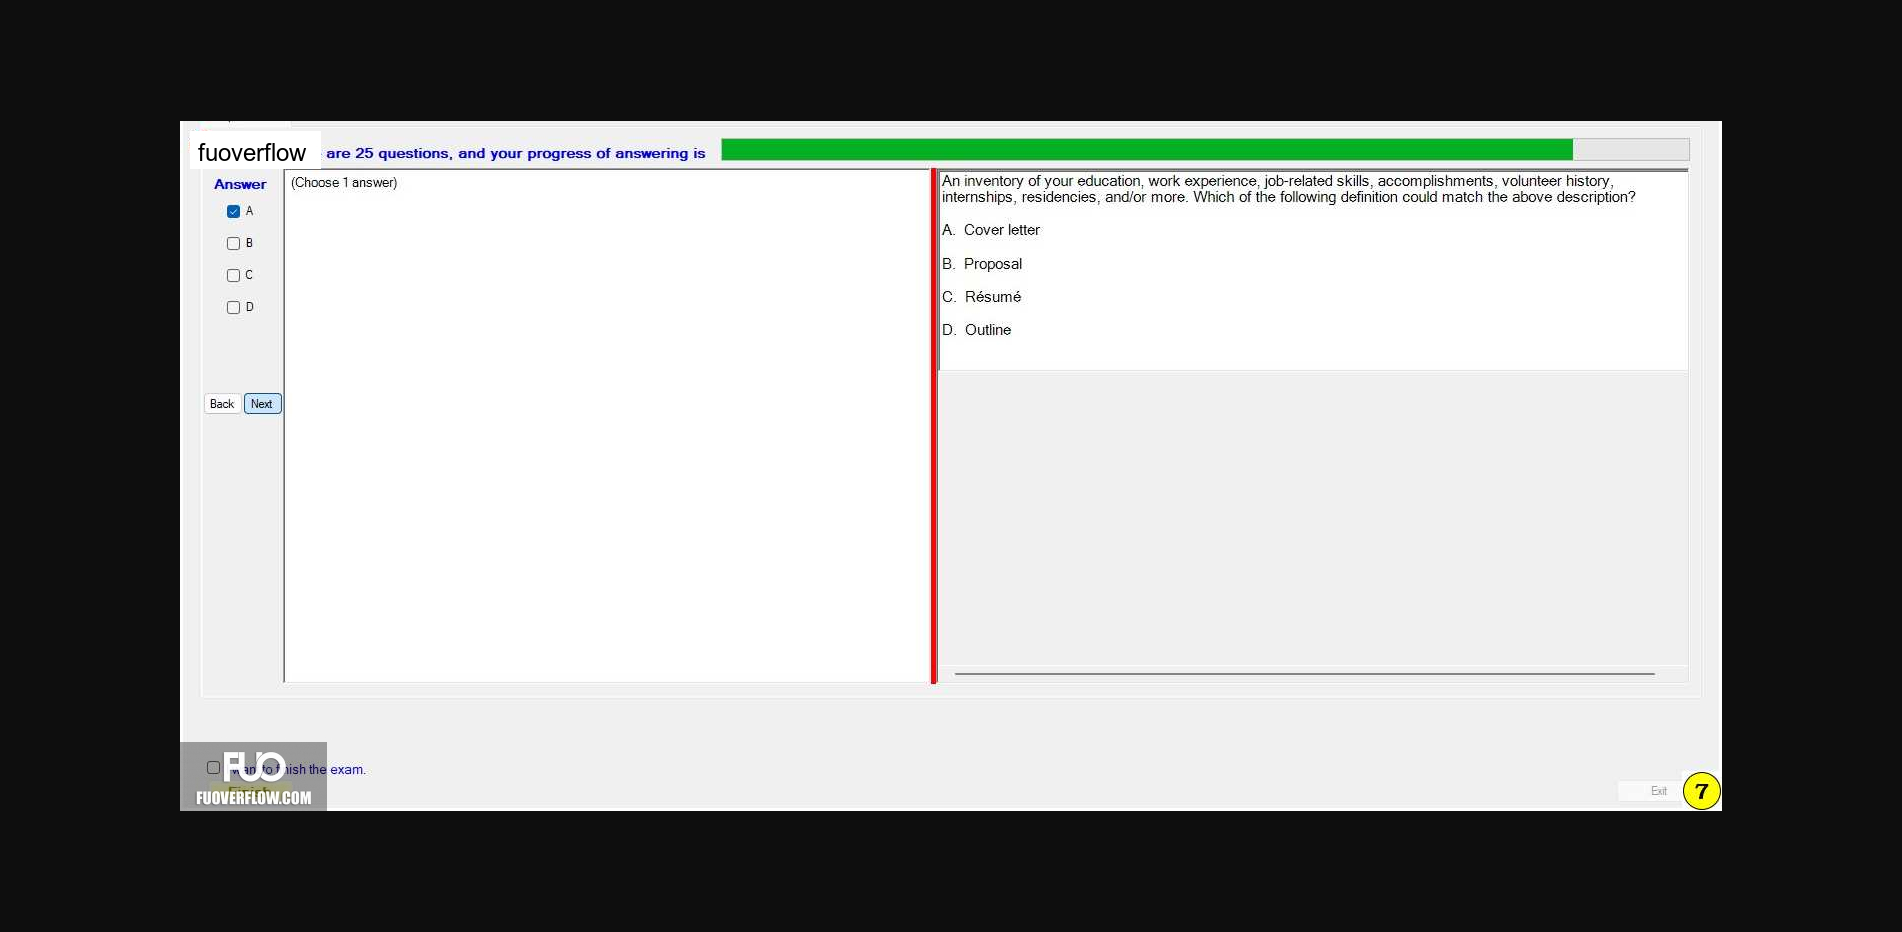 fuoverflow are 25 questions, and your progress of answering is
Answer
A
B
C
D
Back Next
(Choose 1 answer)
An inventory of your education, work experience, job-related skills, accomplishments, volunteer history,
internships, residencies, and/or more. Which of the following definition could match the above description?
A. Cover letter
B. Proposal
C. Résumé
D. Outline
FUO
want to finish the exam.
Finish
FUOVERFLOW.COM
Exit
7